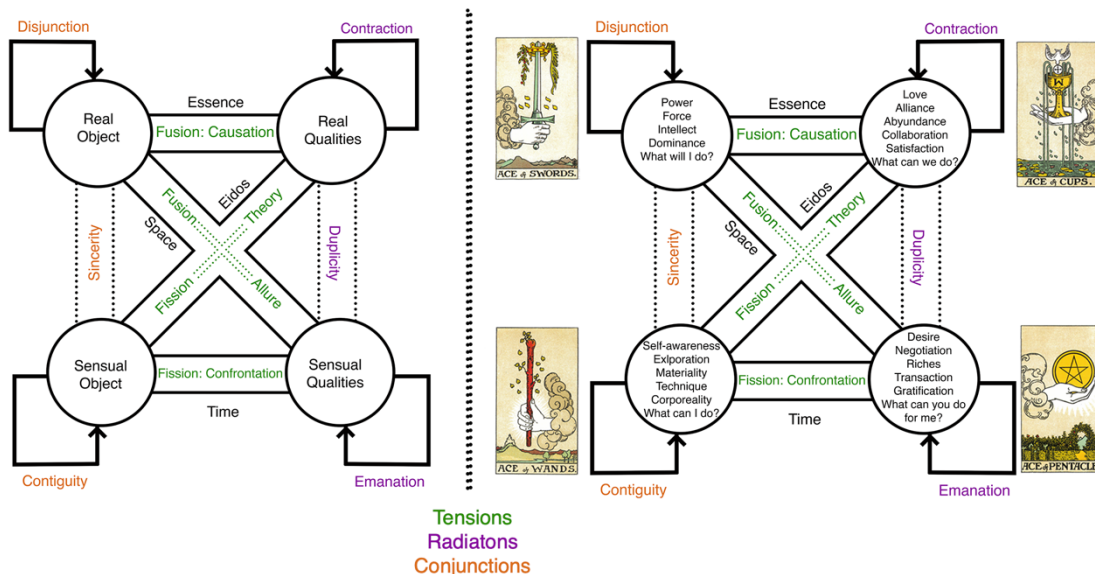 Disjunction
Contraction
Real
Object
Essence
Fusion: Causation
Real
Qualities
Sincerity
Space
Fusion
Eidos
Theory
Duplicity
Fission
Allure
Sensual
Object
Fission: Confrontation
Time
Sensual
Qualities
Contiguity
Emanation
Disjunction
Contraction
ACE of SWORDS.
Power
Force
Intellect
Dominance
What will I do?
Essence
Fusion: Causation
Love
Alliance
Abyundance
Collaboration
Satisfaction
What can we do?
ACE of CUPS.
Sincerity
Space
Fusion
Eidos
Theory
Duplicity
Fission
Allure
ACE of WANDS.
Self-awareness
Exlporation
Materiality
Technique
Corporeality
What can I do?
Fission: Confrontation
Time
Desire
Negotiation
Riches
Transaction
Gratification
What can you do
for me?
ACE of PENTACLE
Contiguity
Emanation
Tensions
Radiatons
Conjunctions